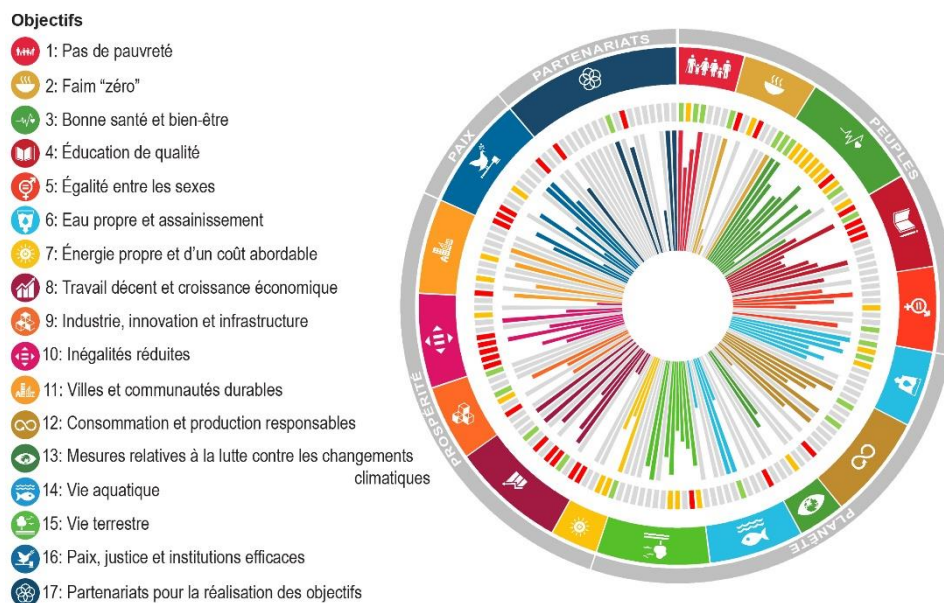 Objectifs
1: Pas de pauvreté
2: Faim “zéro”
3: Bonne santé et bien-être
4: Éducation de qualité
5: Égalité entre les sexes
6: Eau propre et assainissement
7: Énergie propre et d’un coût abordable
8: Travail décent et croissance économique
9: Industrie, innovation et infrastructure
10: Inégalités réduites
11: Villes et communautés durables
12: Consommation et production responsables
13: Mesures relatives à la lutte contre les changements
climatiques
14: Vie aquatique
15: Vie terrestre
16: Paix, justice et institutions efficaces
17: Partenariats pour la réalisation des objectifs
PARTENARIATS
PEUPLES
PLANÈTE
PROSPÉRITÉ
PAIX